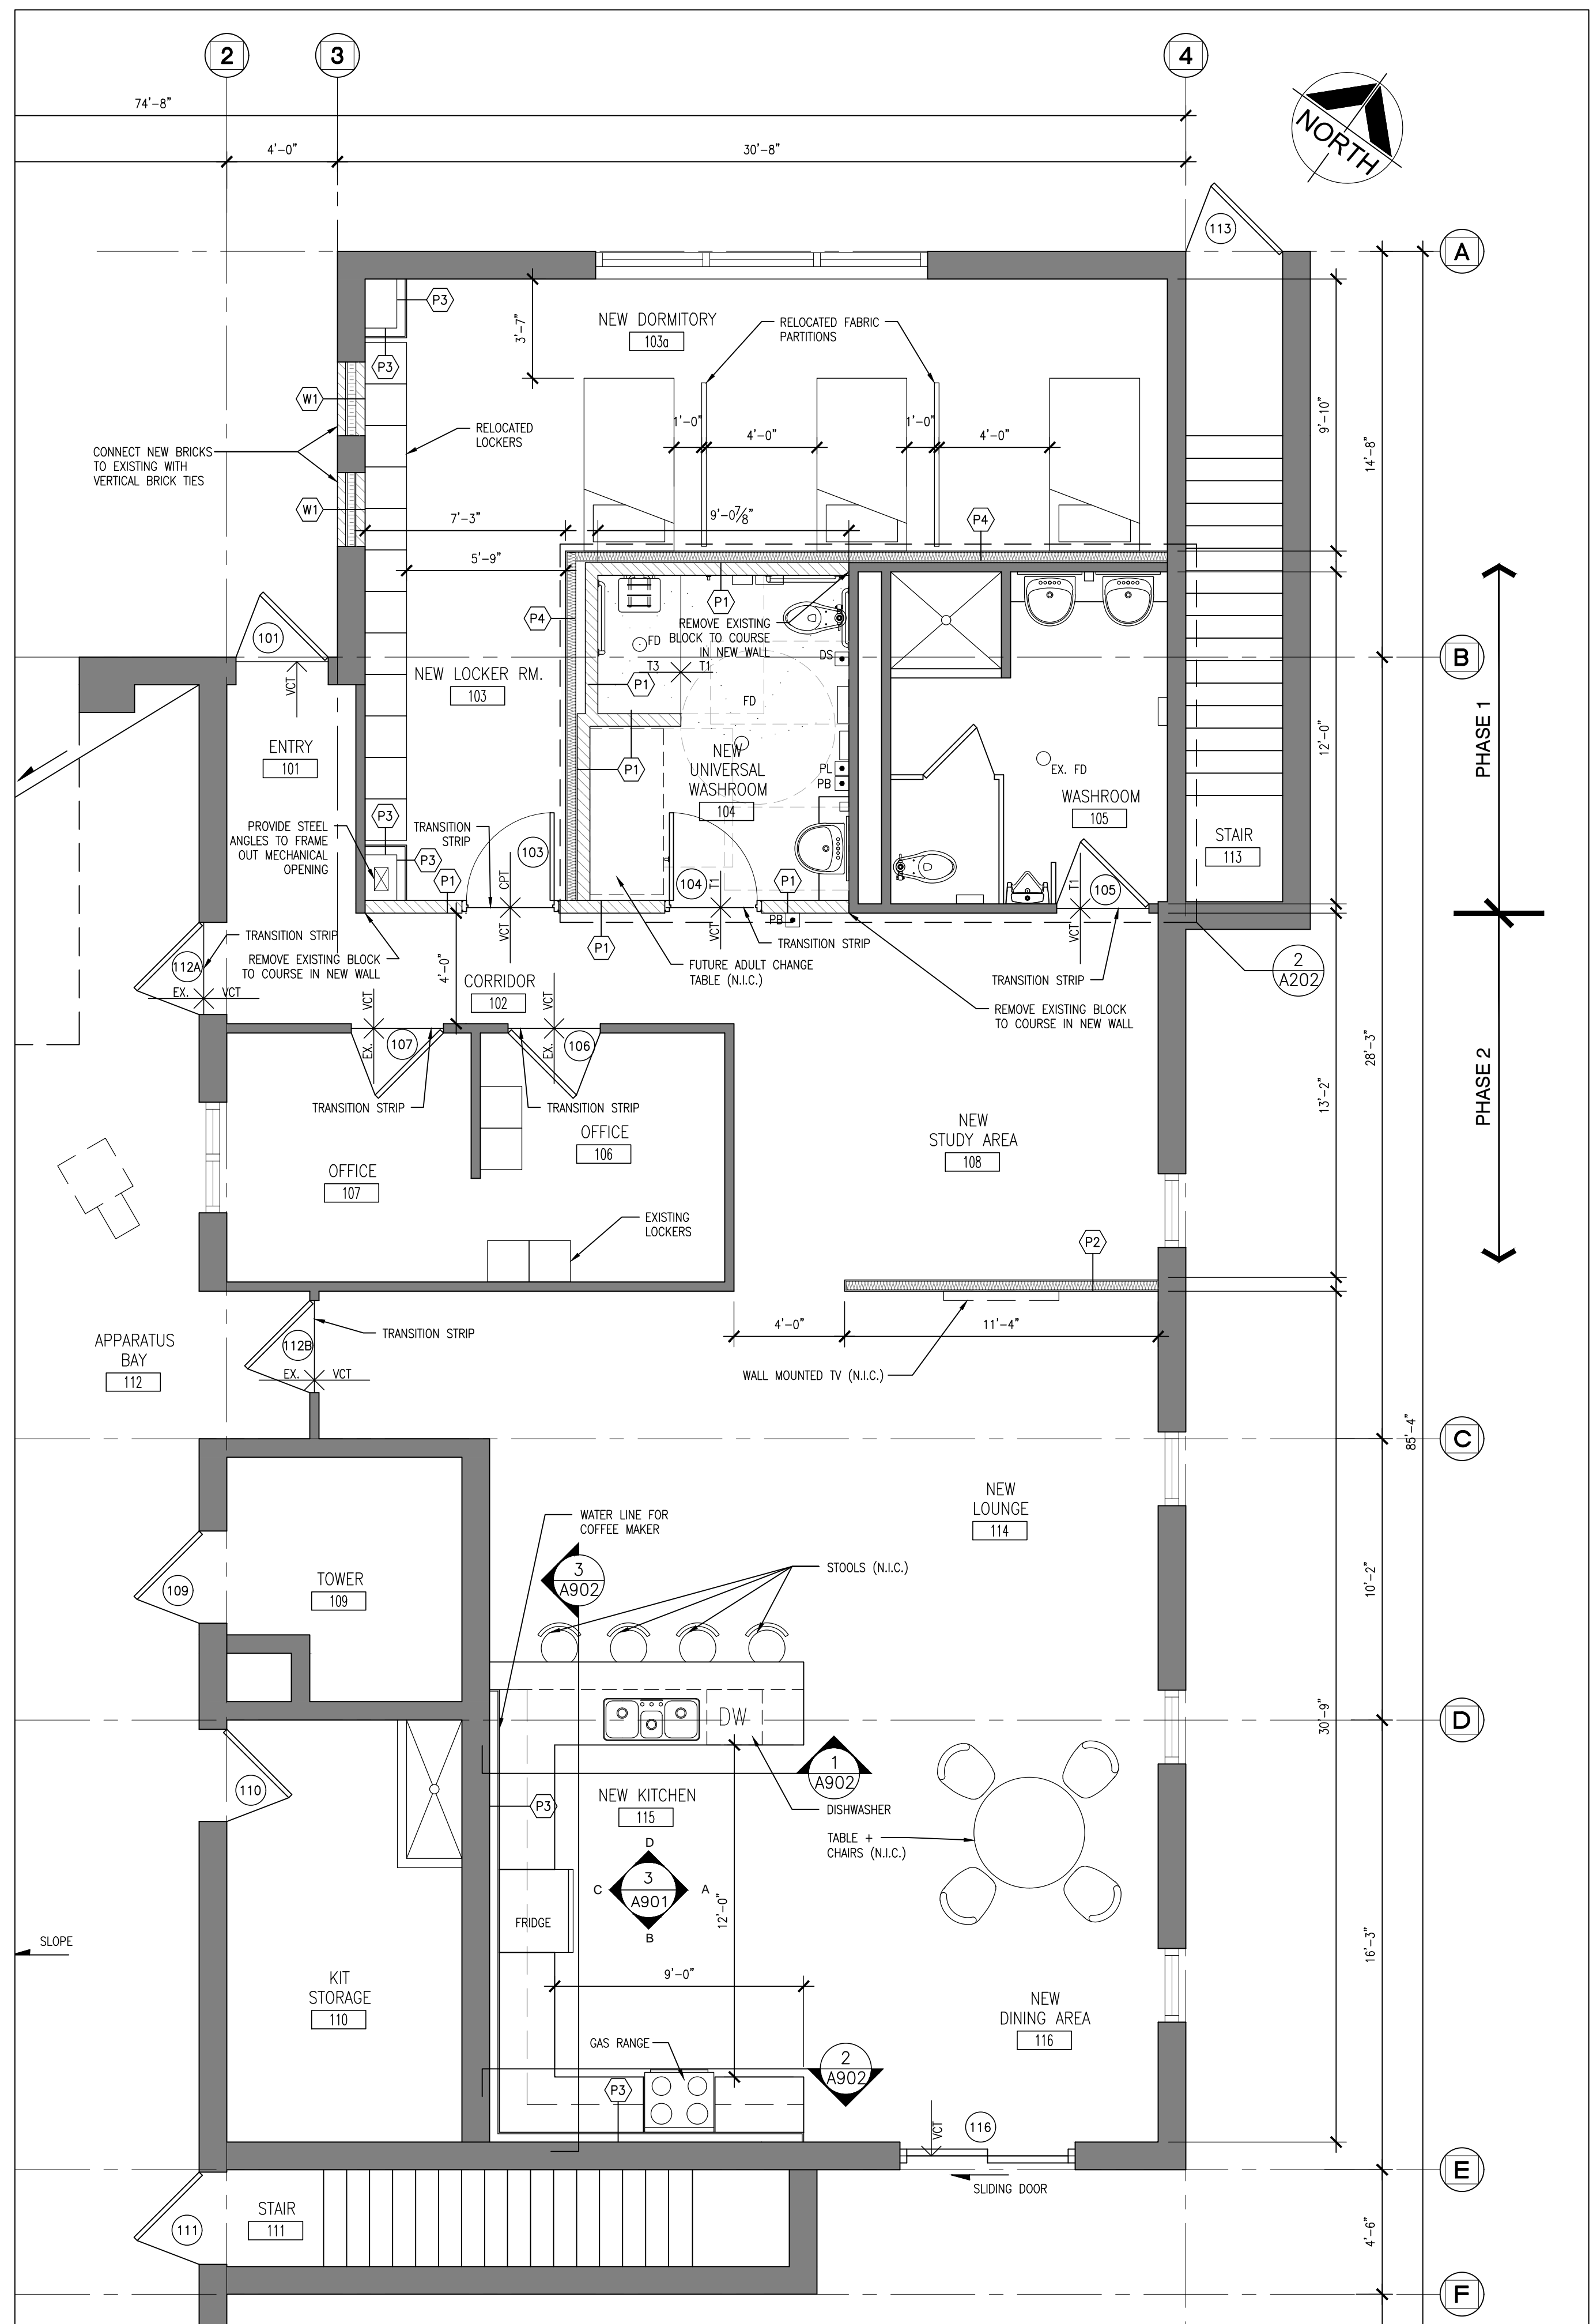 2
3
4
74'-8"
4'-0"
30'-8"
NORTH
113
A
P3
3'-7"
NEW DORMITORY
103a
RELOCATED FABRIC
PARTITIONS
P3
W1
RELOCATED
LOCKERS
1'-0"
4'-0"
1'-0"
4'-0"
9'-10"
14'-8"
CONNECT NEW BRICKS
TO EXISTING WITH
VERTICAL BRICK TIES
W1
7'-3"
9'-0 7/8"
P4
5'-9"
P4
P1
REMOVE EXISTING
BLOCK TO COURSE
IN NEW WALL
FD
T3
T1
DS
101
VCT
B
NEW LOCKER RM.
103
P1
FD
12'-0"
PHASE 1
ENTRY
101
P1
NEW
UNIVERSAL
WASHROOM
104
PL
PB
EX. FD
WASHROOM
105
PROVIDE STEEL
ANGLES TO FRAME
OUT MECHANICAL
OPENING
P3
P3
TRANSITION
STRIP
103
STAIR
113
P1
CPT
VCT
104
T1
VCT
P1
PB
T1
VCT
105
TRANSITION STRIP
112A
EX.
VCT
REMOVE EXISTING BLOCK
TO COURSE IN NEW WALL
4'-0"
P1
TRANSITION STRIP
FUTURE ADULT CHANGE
TABLE (N.I.C.)
TRANSITION STRIP
2
A202
CORRIDOR
102
REMOVE EXISTING BLOCK
TO COURSE IN NEW WALL
VCT
EX.
107
VCT
EX.
106
28'-3"
PHASE 2
TRANSITION STRIP
TRANSITION STRIP
13'-2"
OFFICE
106
NEW
STUDY AREA
108
OFFICE
107
EXISTING
LOCKERS
P2
4'-0"
11'-4"
TRANSITION STRIP
112B
EX.
VCT
APPARATUS
BAY
112
WALL MOUNTED TV (N.I.C.)
85'-4"
C
NEW
LOUNGE
114
WATER LINE FOR
COFFEE MAKER
STOOLS (N.I.C.)
3
A902
10'-2"
TOWER
109
109
DW
30'-9"
D
110
1
A902
NEW KITCHEN
115
P3
DISHWASHER
TABLE +
CHAIRS (N.I.C.)
D
C
3
A901
A
B
12'-0"
FRIDGE
SLOPE
16'-3"
9'-0"
KIT
STORAGE
110
NEW
DINING AREA
116
GAS RANGE
2
A902
P3
VCT
116
E
SLIDING DOOR
STAIR
111
111
4'-6"
F